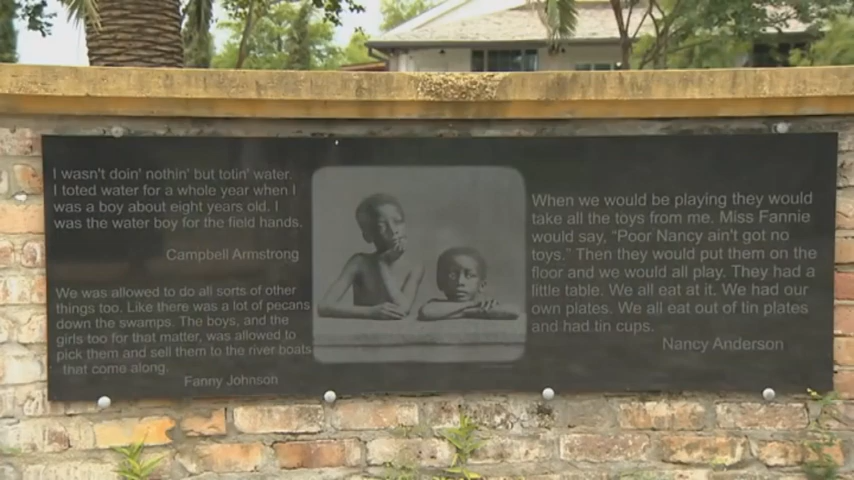 I wasn't doin' nothin' but totin' water.
I toted water for a whole year when I
was a boy about eight years old. I
was the water boy for the field hands.
Campbell Armstrong
We was allowed to do all sorts of other
things too. Like there was a lot of pecans
down the swamps. The boys, and the
girls too for that matter, was allowed to
pick them and sell them to the river boats
that come along.
Fanny Johnson
When we would be playing they would
take all the toys from me. Miss Fannie
would say, "Poor Nancy ain't got no
toys." Then they would put them on the
floor and we would all play. They had a
little table. We all eat at it. We had our
own plates. We all eat out of tin plates
and had tin cups.
Nancy Anderson